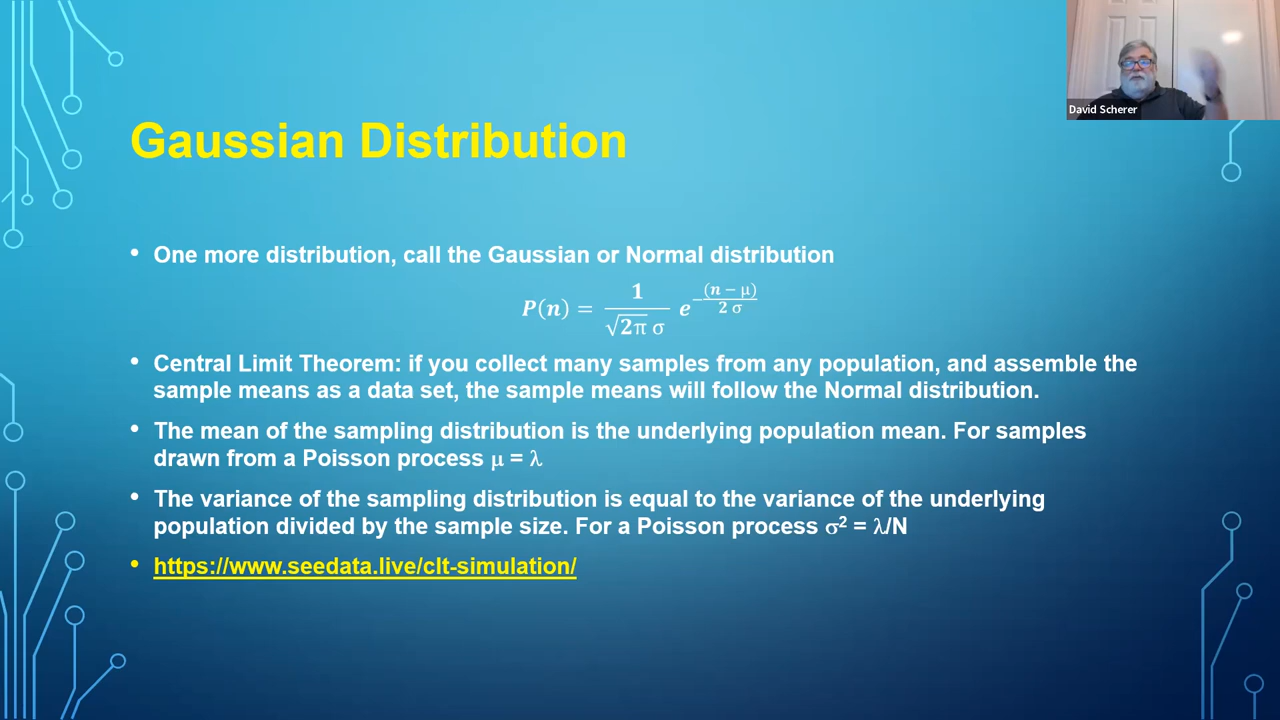 David Scherer
Gaussian Distribution
• One more distribution, call the Gaussian or Normal distribution
P(n) = 1/(√2π σ) e^−(n − μ)/(2 σ)
• Central Limit Theorem: if you collect many samples from any population, and assemble the
sample means as a data set, the sample means will follow the Normal distribution.
• The mean of the sampling distribution is the underlying population mean. For samples
drawn from a Poisson process μ = λ
• The variance of the sampling distribution is equal to the variance of the underlying
population divided by the sample size. For a Poisson process σ² = λ/N
• https://www.seedata.live/clt-simulation/